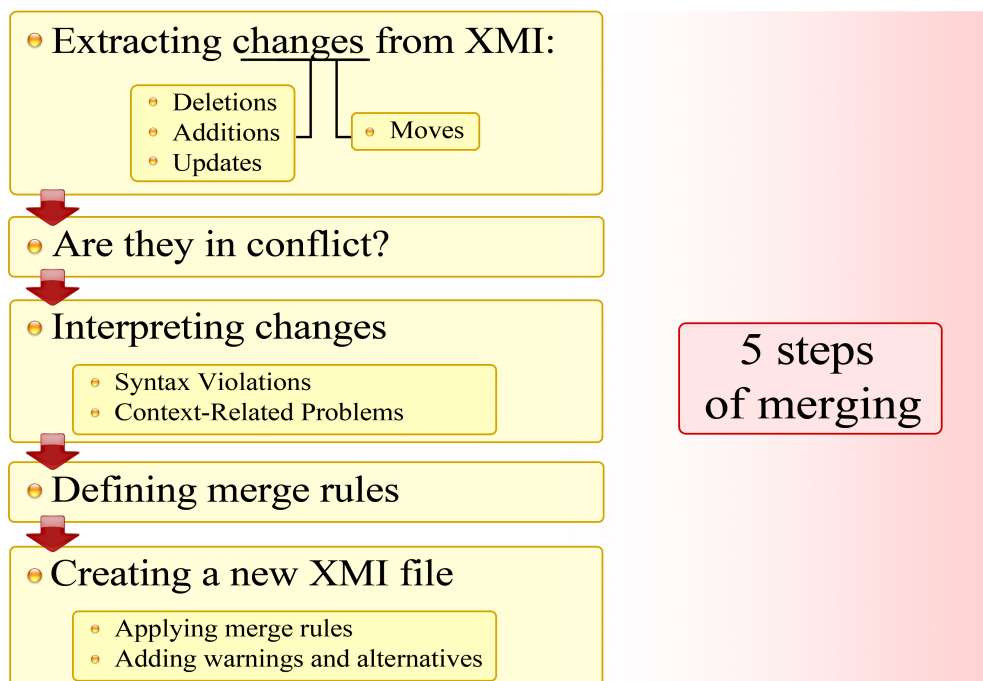 Extracting changes from XMI:
Deletions
Additions
Updates
Moves
Are they in conflict?
Interpreting changes
Syntax Violations
Context-Related Problems
Defining merge rules
Creating a new XMI file
Applying merge rules
Adding warnings and alternatives
5 steps
of merging